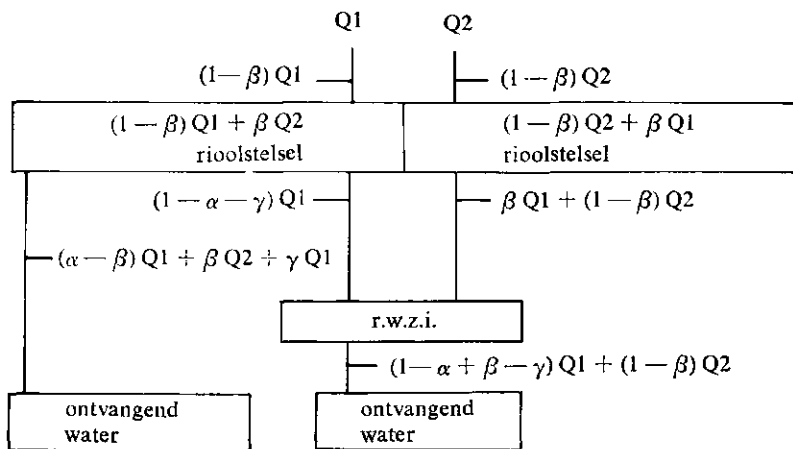 Q1 Q2
(1—β) Q1 (1—β) Q2
(1—β) Q1 + β Q2 (1—β) Q2 + β Q1
rioolstelsel rioolstelsel
(1—α—γ) Q1 β Q1 + (1—β) Q2
(α—β) Q1 + β Q2 + γ Q1
r.w.z.i.
(1—α + β—γ) Q1 + (1—β) Q2
ontvangend ontvangend
water water